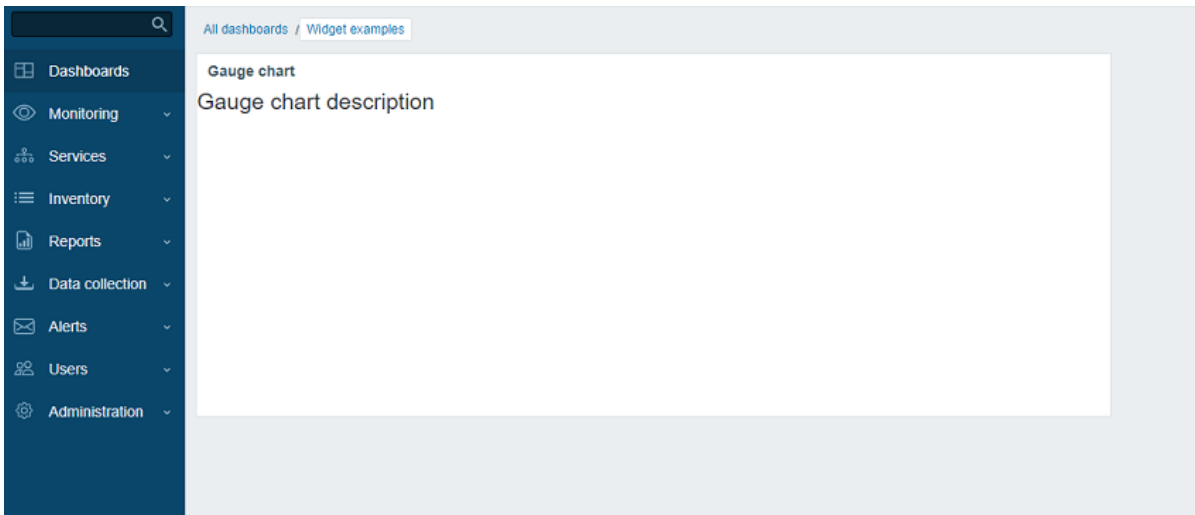 All dashboards / Widget examples
Dashboards
Monitoring
Services
Inventory
Reports
Data collection
Alerts
Users
Administration
Gauge chart
Gauge chart description